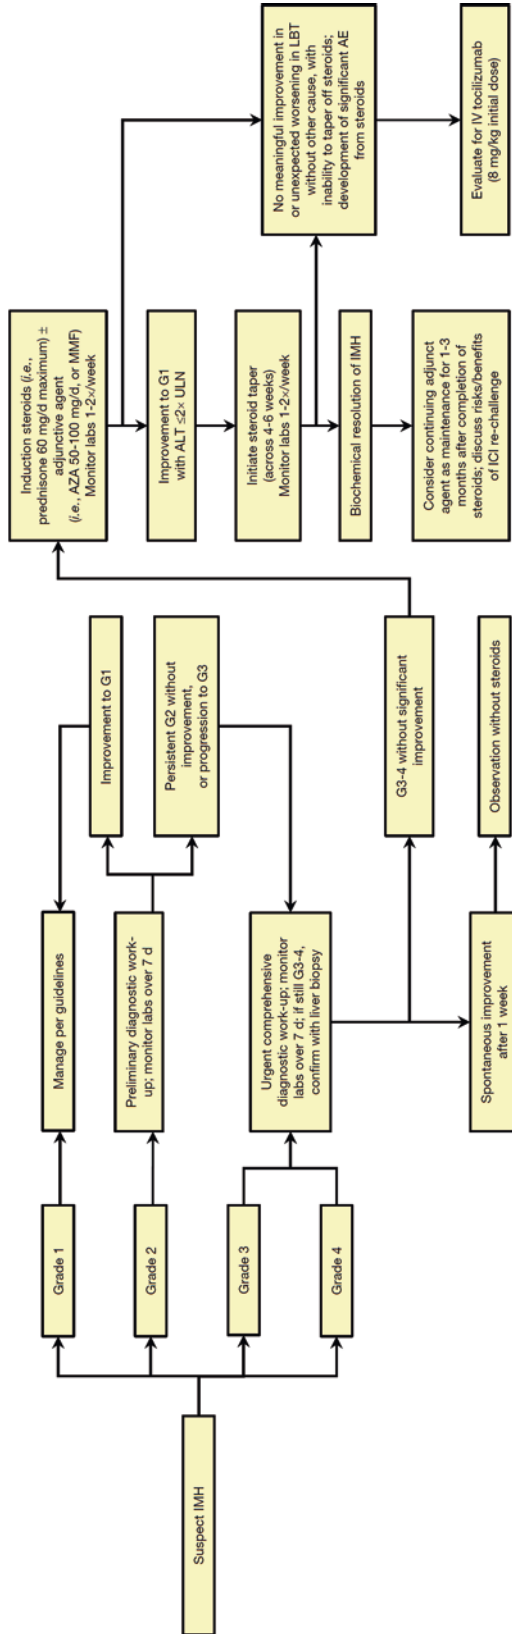 Suspect IMH
Grade 1
Grade 2
Grade 3
Grade 4
Manage per guidelines
Preliminary diagnostic work-
up; monitor labs over 7 d
Improvement to G1
Persistent G2 without
improvement,
or progression to G3
Urgent comprehensive
diagnostic work-up; monitor
labs over 7 d; if still G3-4,
confirm with liver biopsy
G3-4 without significant
improvement
Spontaneous improvement
after 1 week
Observation without steroids
Induction steroids (i.e.,
prednisone 60 mg/d maximum) ±
adjunctive agent
(i.e., AZA 50-100 mg/d, or MMF)
Monitor labs 1-2×/week
Improvement to G1
with ALT ≤2× ULN
Initiate steroid taper
(across 4-6 weeks)
Monitor labs 1-2×/week
Biochemical resolution of IMH
Consider continuing adjunct
agent as maintenance for 1-3
months after completion of
steroids; discuss risks/benefits
of ICI re-challenge
No meaningful improvement in
or unexpected worsening in LBT
without other cause, with
inability to taper off steroids;
development of significant AE
from steroids
Evaluate for IV tocilizumab
(8 mg/kg initial dose)